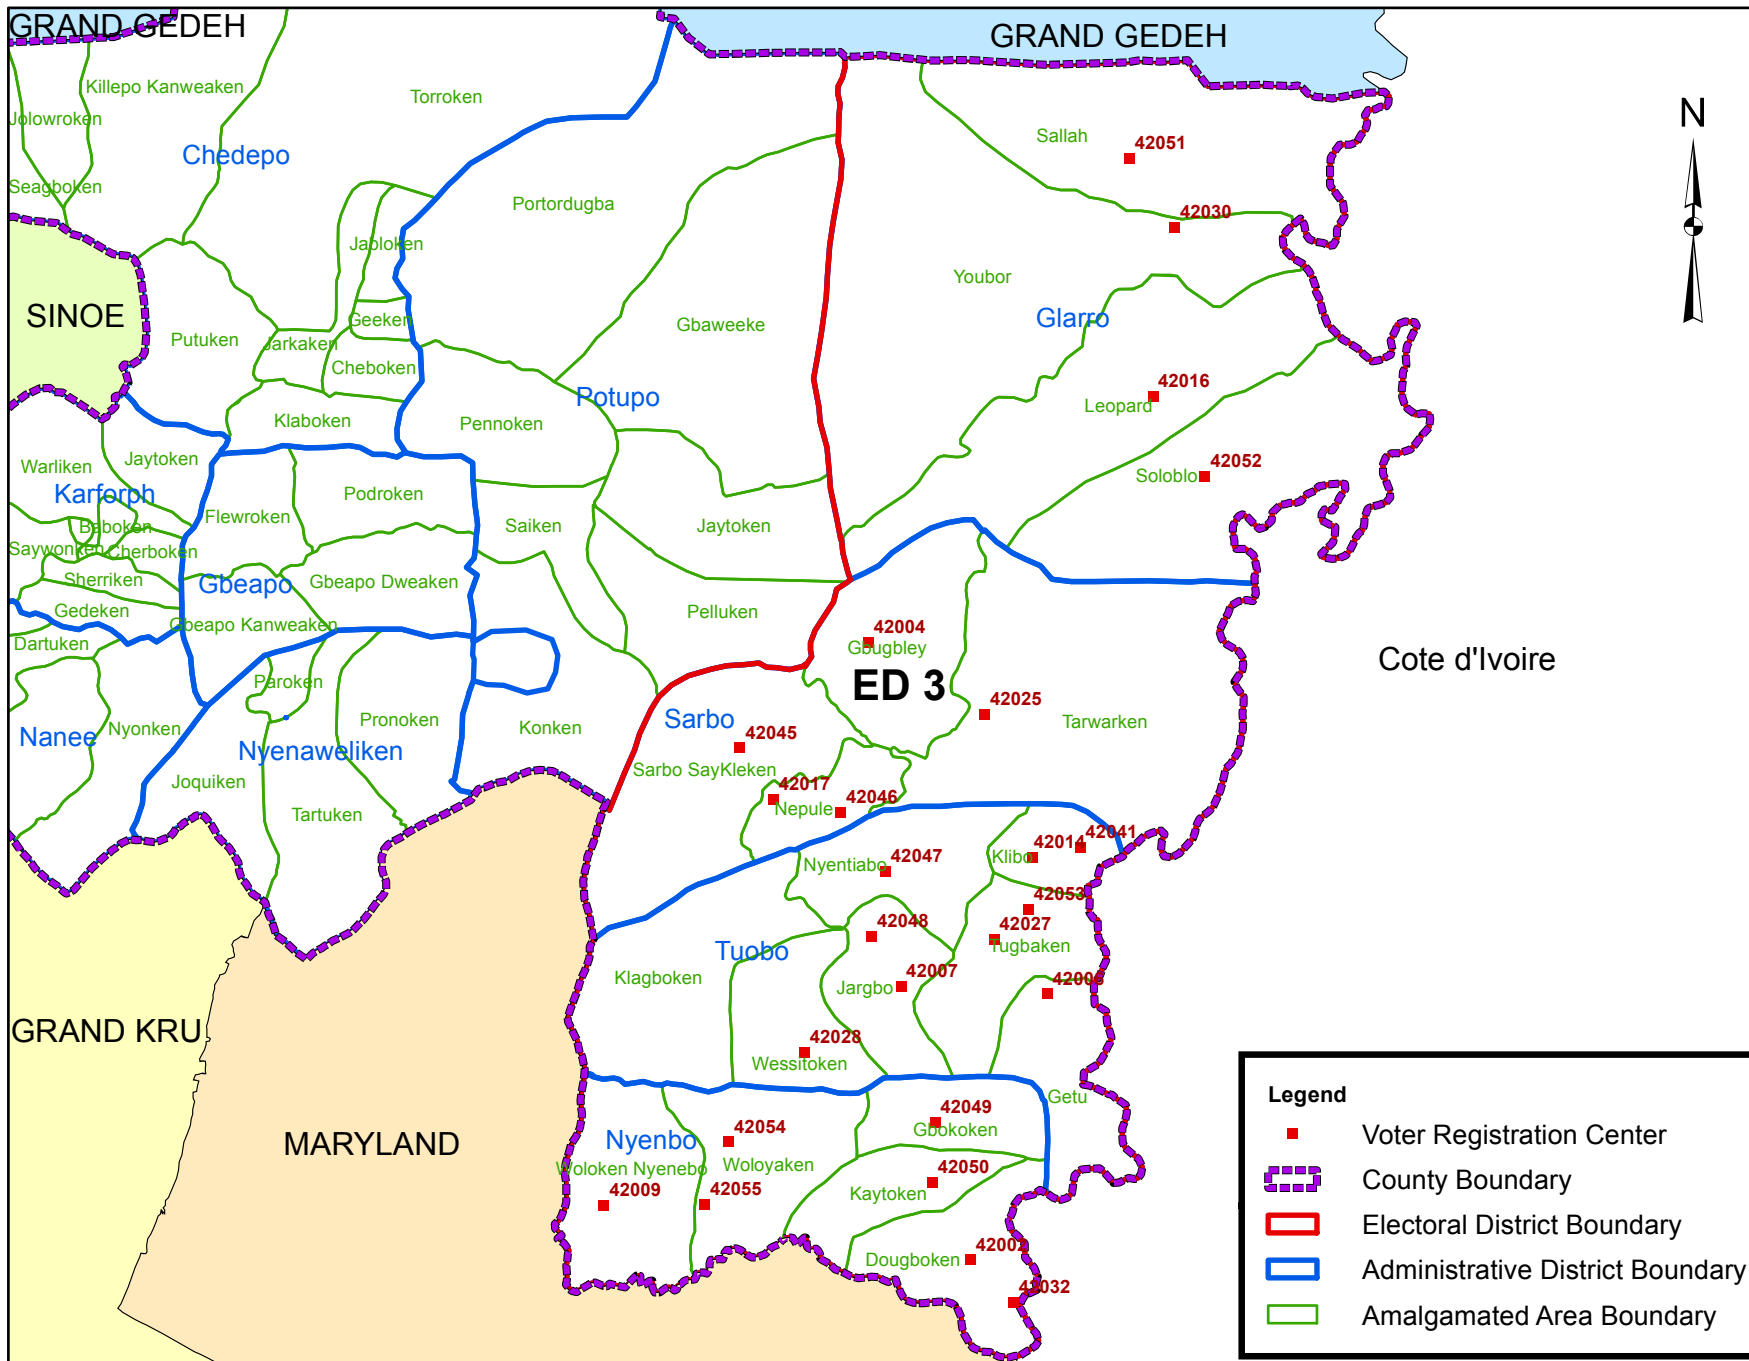 GRAND GEDEH
GRAND GEDEH
Killepo Kanweaken
Torroken
Jolowroken
N
Sallah
42051
Chedepo
Seagboken
Portordugba
42030
Jabloken
Youbor
SINOE
Geeken
Gbaweeke
Glarro
Putuken
Jarkaken
Cheboken
42016
Potupo
Leopard
Klaboken
Pennoken
Jaytoken
Warliken
42052
Soloblo
Karforph
Podroken
Flewroken
Baboken
Saiken
Jaytoken
Saywonken
Cherboken
Sherriken
Gbeapo
Gbeapo Dweaken
Gedeken
Gbeapo Kanweaken
Pelluken
42004
Gbugbley
Dartuken
Cote d'Ivoire
Paroken
ED 3
42025
Nanee
Nyonken
Pronoken
Konken
Sarbo
Tarwarken
42045
Nyenaweliken
Sarbo SayKleken
Joquiken
42017
Nepule
42046
Tartuken
42041
42014
Klibo
42047
Nyentiabo
42053
42048
42027
Tugbaken
Tuobo
Klagboken
42007
Jargbo
42006
GRAND KRU
42028
Wessitoken
Getu
42049
Gbokoken
MARYLAND
Nyenbo
42054
Woloken Nyenebo
Woloyaken
42050
Kaytoken
42009
42055
42002
Dougboken
42032
Legend
Voter Registration Center
County Boundary
Electoral District Boundary
Administrative District Boundary
Amalgamated Area Boundary